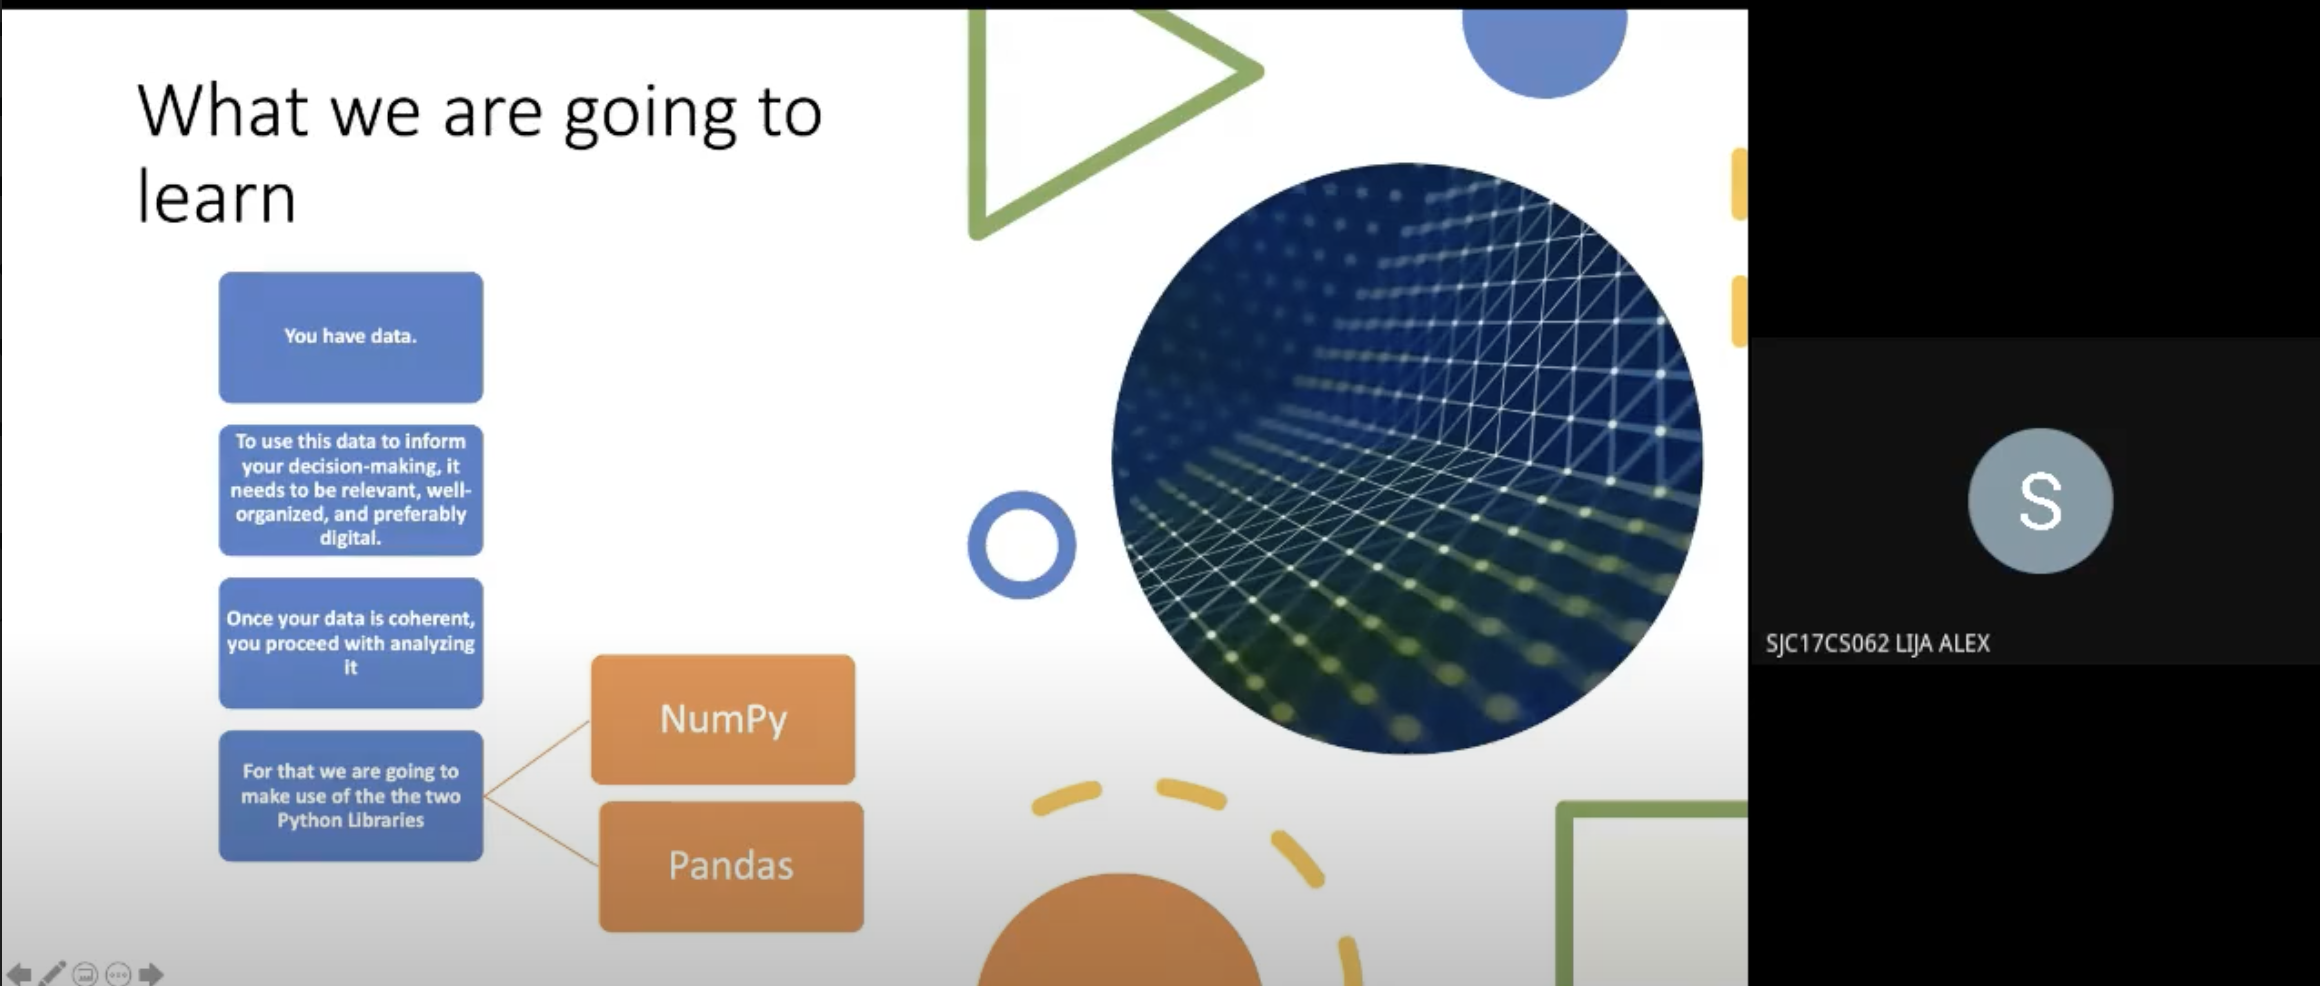 What we are going to
learn
You have data.
To use this data to inform
your decision-making, it
needs to be relevant, well-
organized, and preferably
digital.
Once your data is coherent,
you proceed with analyzing
it
For that we are going to
make use of the the two
Python Libraries
NumPy
Pandas
S
SJC17CS062 LIJA ALEX